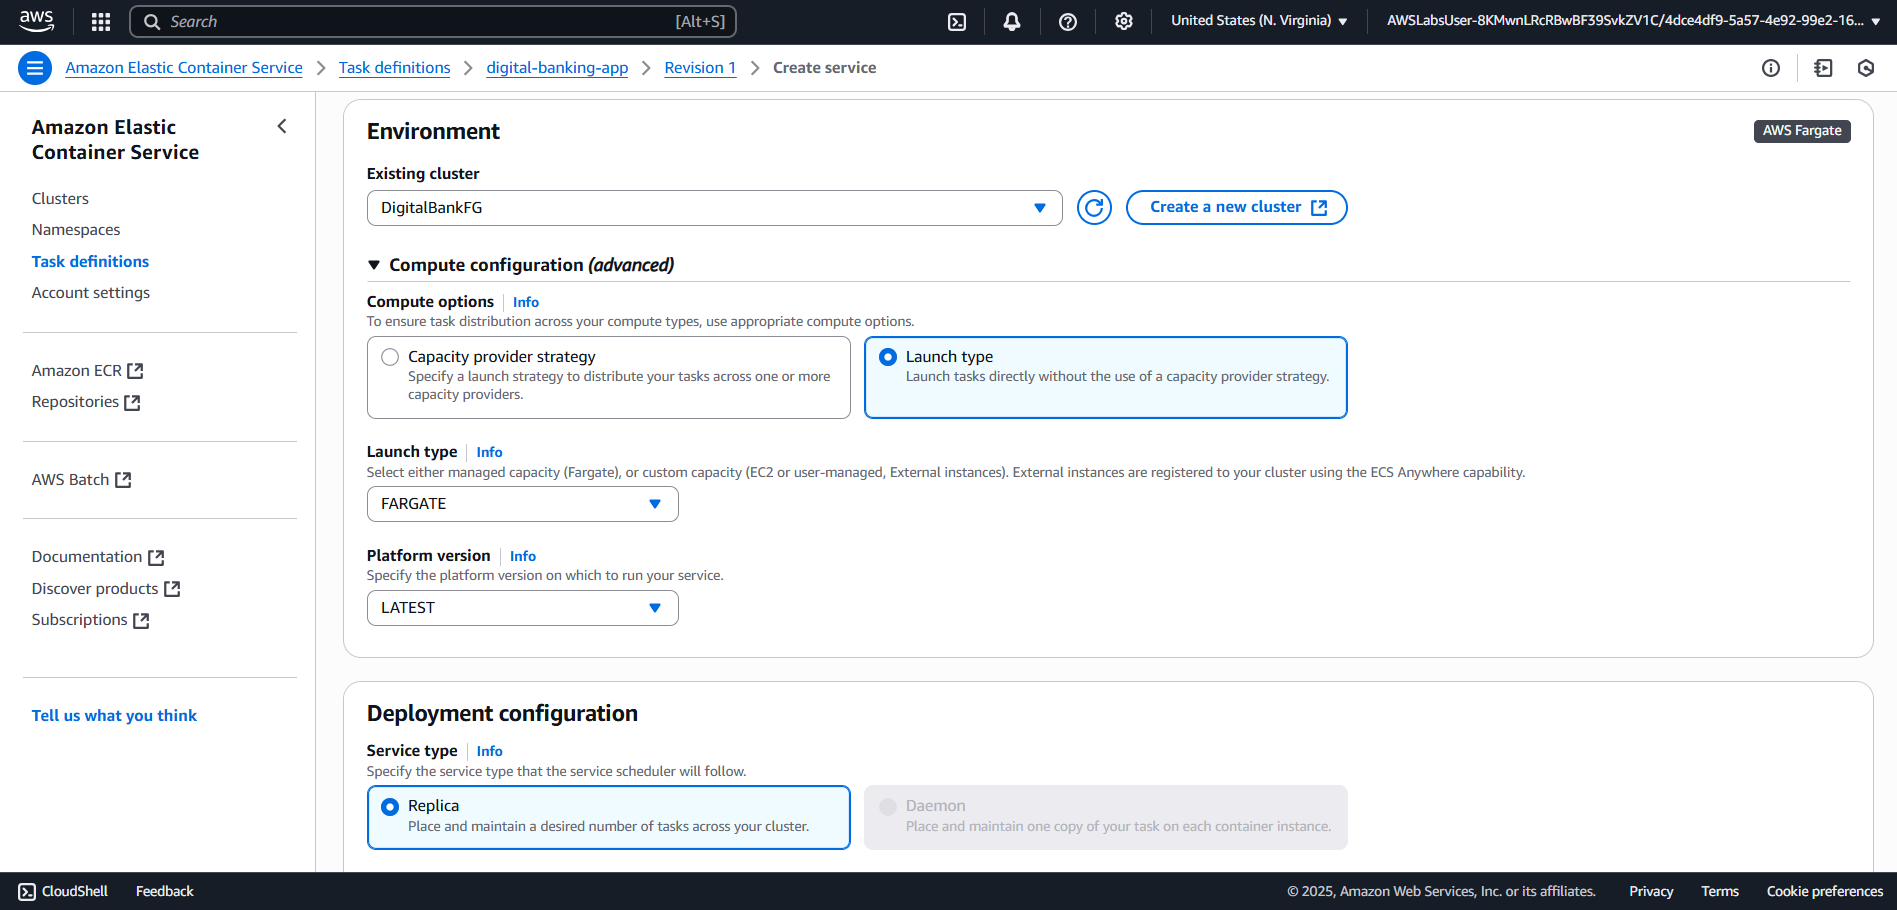 aws
Search
[Alt+S]
United States (N. Virginia)
AWSLabsUser-8KMwnLRcRBwBF39SvkZV1C/4dce4df9-5a57-4e92-99e2-16...
Amazon Elastic Container Service
Task definitions
digital-banking-app
Revision 1
Create service
Amazon Elastic
Container Service
Clusters
Namespaces
Task definitions
Account settings
Amazon ECR
Repositories
AWS Batch
Documentation
Discover products
Subscriptions
Tell us what you think
Environment
AWS Fargate
Existing cluster
DigitalBankFG
Create a new cluster
Compute configuration (advanced)
Compute options Info
To ensure task distribution across your compute types, use appropriate compute options.
Capacity provider strategy
Specify a launch strategy to distribute your tasks across one or more
capacity providers.
Launch type
Launch tasks directly without the use of a capacity provider strategy.
Launch type Info
Select either managed capacity (Fargate), or custom capacity (EC2 or user-managed, External instances). External instances are registered to your cluster using the ECS Anywhere capability.
FARGATE
Platform version Info
Specify the platform version on which to run your service.
LATEST
Deployment configuration
Service type Info
Specify the service type that the service scheduler will follow.
Replica
Place and maintain a desired number of tasks across your cluster.
Daemon
Place and maintain one copy of your task on each container instance.
CloudShell
Feedback
© 2025, Amazon Web Services, Inc. or its affiliates.
Privacy
Terms
Cookie preferences